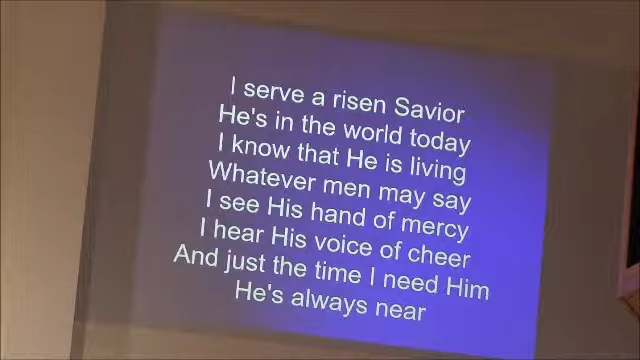 I serve a risen Savior
He's in the world today
I know that He is living
Whatever men may say
I see His hand of mercy
I hear His voice of cheer
And just the time I need Him
He's always near